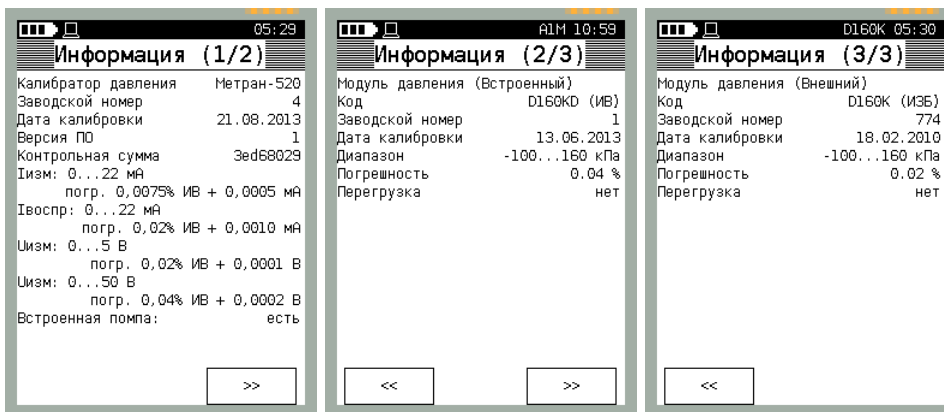 05:29
Информация (1/2)
Калибратор давления Метран-520
Заводской номер 4
Дата калибровки 21.08.2013
Версия ПО 1
Контрольная сумма 3ed68029
Iизм: 0...22 мА
погр. 0,0075% ИВ + 0,0005 мА
Iвоспр: 0...22 мА
погр. 0,02% ИВ + 0,0010 мА
Uизм: 0...5 В
погр. 0,02% ИВ + 0,0001 В
Uизм: 0...50 В
погр. 0,04% ИВ + 0,0002 В
Встроенная помпа: есть
>>
A1M 10:59
Информация (2/3)
Модуль давления (Встроенный)
Код D160KD (ИВ)
Заводской номер 1
Дата калибровки 13.06.2013
Диапазон -100...160 кПа
Погрешность 0.04 %
Перегрузка нет
<< >>
D160K 05:30
Информация (3/3)
Модуль давления (Внешний)
Код D160K (ИЗБ)
Заводской номер 774
Дата калибровки 18.02.2010
Диапазон -100...160 кПа
Погрешность 0.02 %
Перегрузка нет
<<